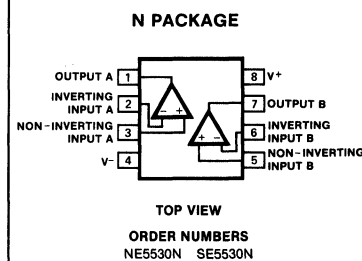 N PACKAGE
OUTPUT A 1
INVERTING
INPUT A 2
NON-INVERTING
INPUT A 3
V- 4
8 V+
7 OUTPUT B
6 INVERTING
INPUT B
5 NON-INVERTING
INPUT B
- +
+ -
TOP VIEW
ORDER NUMBERS
NE5530N SE5530N